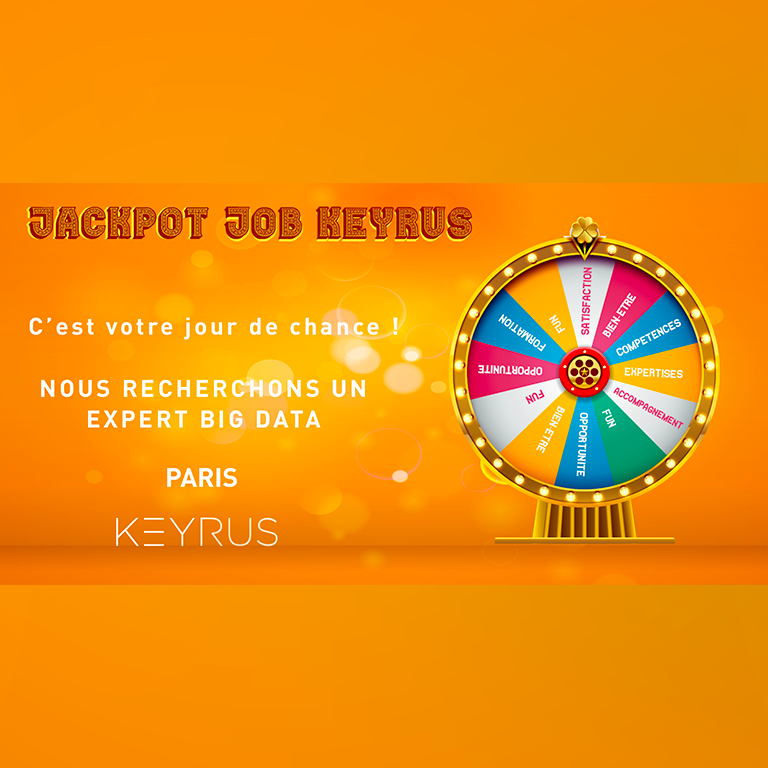 JACKPOT JOB KEYRUS
C'est votre jour de chance !
NOUS RECHERCHONS UN
EXPERT BIG DATA
PARIS
KEYRUS
SATISFACTION
BIEN-ETRE
COMPETENCES
EXPERTISES
ACCOMPAGNEMENT
FUN
OPPORTUNITE
BIEN-ETRE
FUN
OPPORTUNITE
FORMATION
FUN